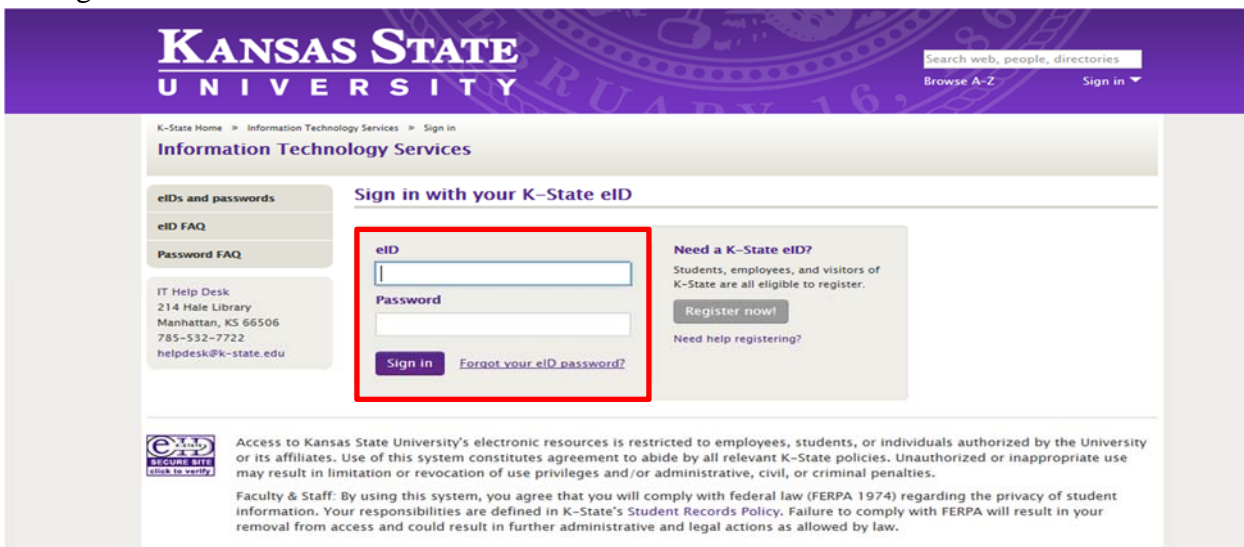 KANSAS STATE
UNIVERSITY
Search web, people, directories
Browse A-Z Sign in
K-State Home » Information Technology Services » Sign in
Information Technology Services
eIDs and passwords
eID FAQ
Password FAQ
IT Help Desk
214 Hale Library
Manhattan, KS 66506
785-532-7722
helpdesk@k-state.edu
Sign in with your K-State eID
eID
Password
Sign in Forgot your eID password?
Need a K-State eID?
Students, employees, and visitors of
K-State are all eligible to register.
Register now!
Need help registering?
eID
SECURE SITE
click to verify
Access to Kansas State University's electronic resources is restricted to employees, students, or individuals authorized by the University
or its affiliates. Use of this system constitutes agreement to abide by all relevant K-State policies. Unauthorized or inappropriate use
may result in limitation or revocation of use privileges and/or administrative, civil, or criminal penalties.
Faculty & Staff: By using this system, you agree that you will comply with federal law (FERPA 1974) regarding the privacy of student
information. Your responsibilities are defined in K-State's Student Records Policy. Failure to comply with FERPA will result in your
removal from access and could result in further administrative and legal actions as allowed by law.